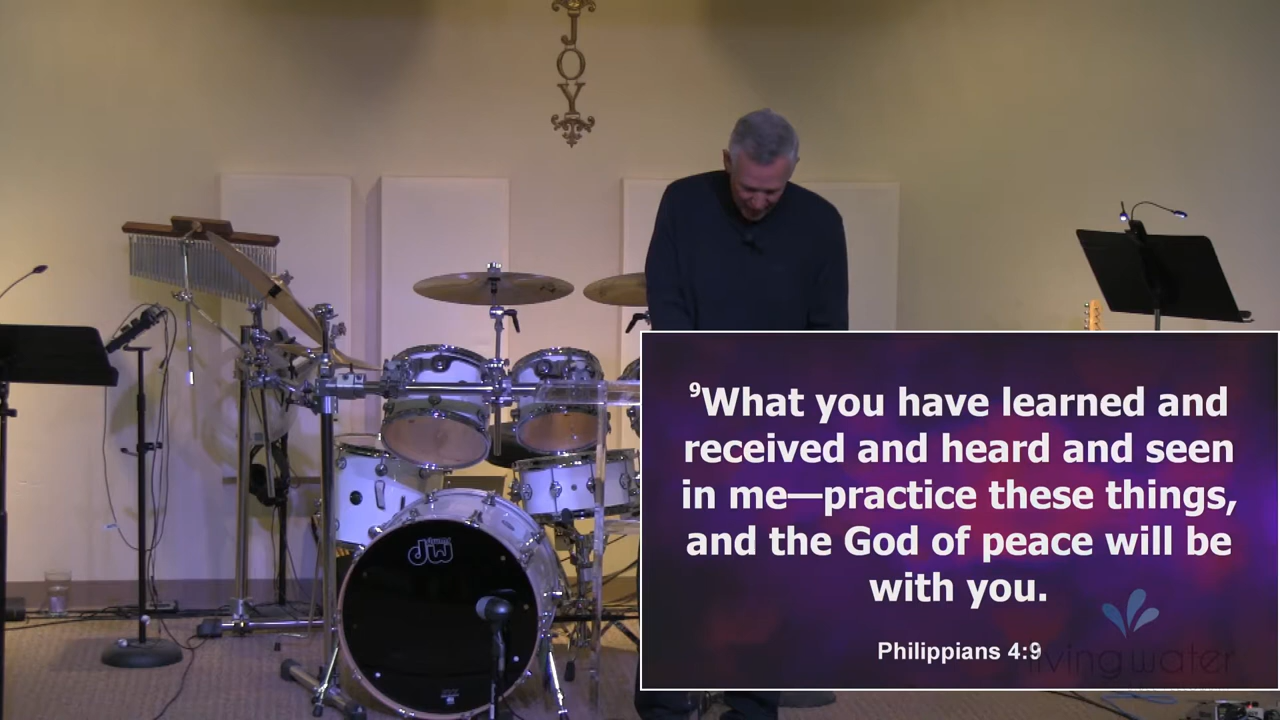 JOY
⁹What you have learned and
received and heard and seen
in me—practice these things,
and the God of peace will be
with you.
Philippians 4:9
living water
dw